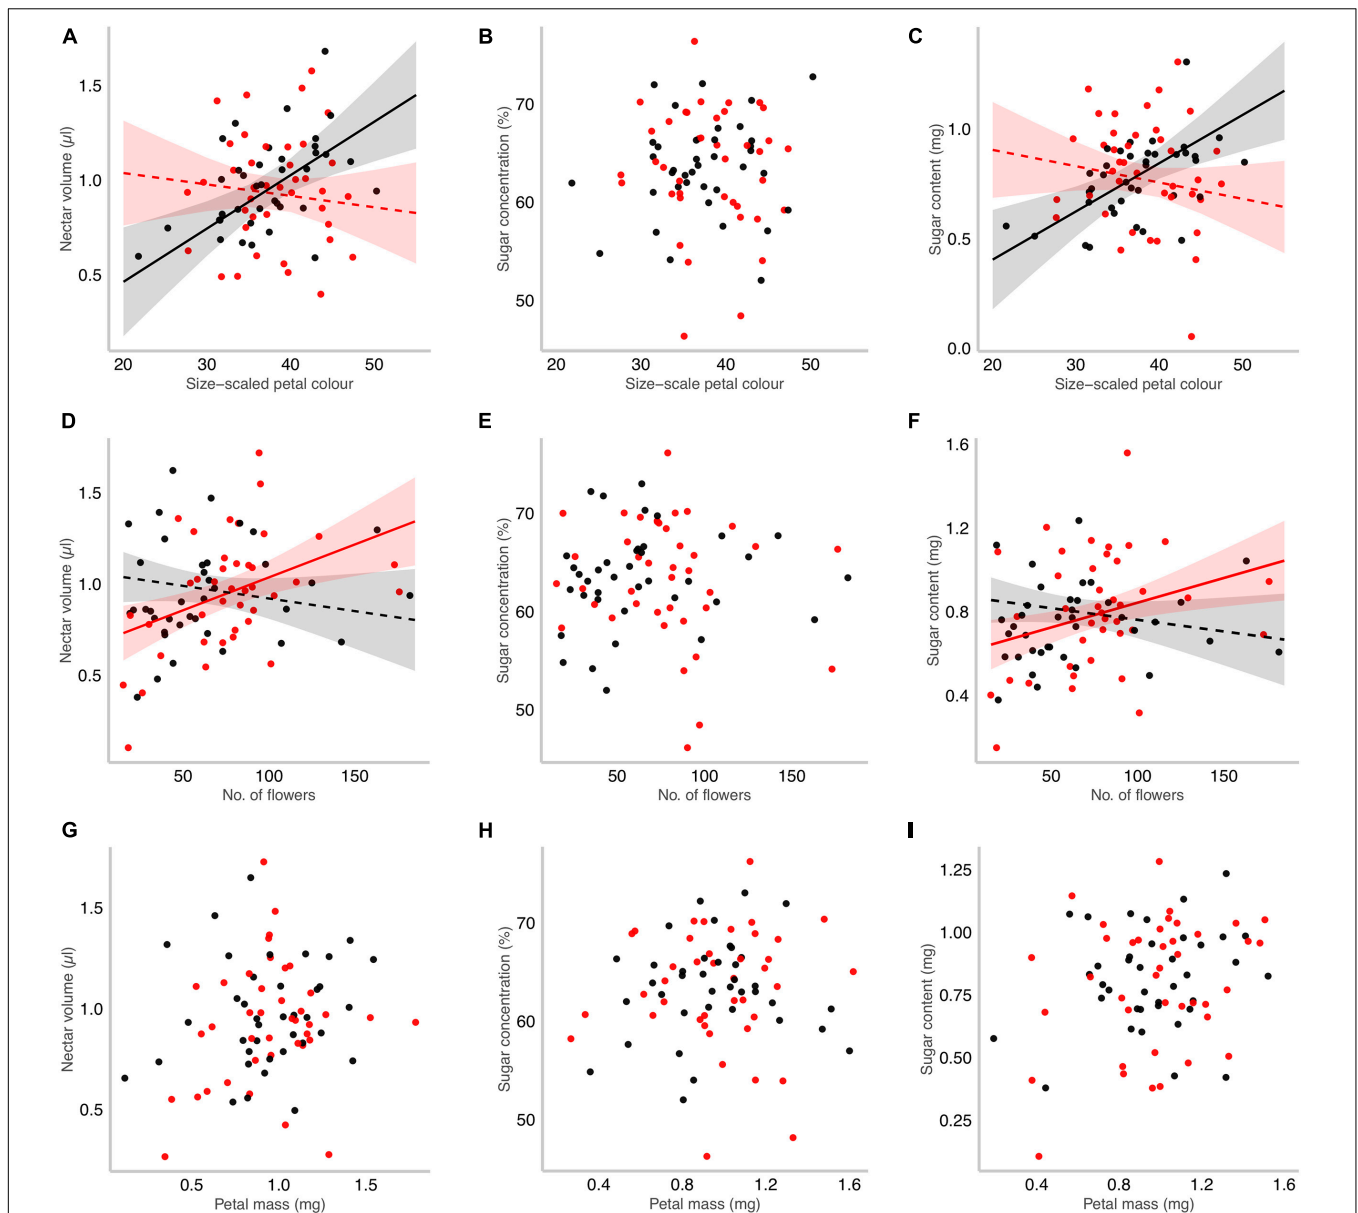 A
B
C
Nectar volume (µl)
1.5
1.0
0.5
20 30 40 50
Size–scaled petal colour
Sugar concentration (%)
70
60
50
20 30 40 50
Size–scale petal colour
Sugar content (mg)
1.0
0.5
0.0
20 30 40 50
Size–scaled petal colour
D
E
F
Nectar volume (µl)
1.5
1.0
0.5
50 100 150
No. of flowers
Sugar concentration (%)
70
60
50
50 100 150
No. of flowers
Sugar content (mg)
1.6
1.2
0.8
0.4
50 100 150
No. of flowers
G
H
I
Nectar volume (µl)
1.5
1.0
0.5
0.5 1.0 1.5
Petal mass (mg)
Sugar concentration (%)
70
60
50
0.4 0.8 1.2 1.6
Petal mass (mg)
Sugar content (mg)
1.25
1.00
0.75
0.50
0.25
0.4 0.8 1.2 1.6
Petal mass (mg)